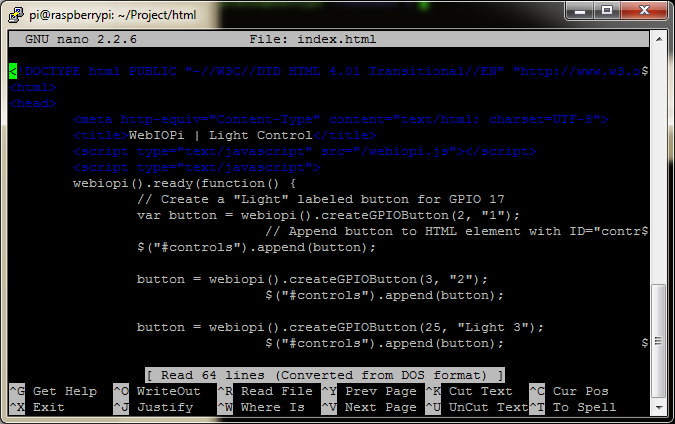 pi@raspberrypi: ~/Project/html
GNU nano 2.2.6 File: index.html
<!DOCTYPE html PUBLIC "-//W3C//DTD HTML 4.01 Transitional//EN" "http://www.w3.o$
<html>
<head>
<meta http-equiv="Content-Type" content="text/html; charset=UTF-8">
<title>WebIOPi | Light Control</title>
<script type="text/javascript" src="/webiopi.js"></script>
<script type="text/javascript">
webiopi().ready(function() {
// Create a "Light" labeled button for GPIO 17
var button = webiopi().createGPIOButton(2, "1");
// Append button to HTML element with ID="contr$
$("#controls").append(button);
button = webiopi().createGPIOButton(3, "2");
$("#controls").append(button);
button = webiopi().createGPIOButton(25, "Light 3");
$("#controls").append(button); $
[ Read 64 lines (Converted from DOS format) ]
^G Get Help ^O WriteOut ^R Read File ^Y Prev Page ^K Cut Text ^C Cur Pos
^X Exit ^J Justify ^W Where Is ^V Next Page ^U UnCut Text ^T To Spell